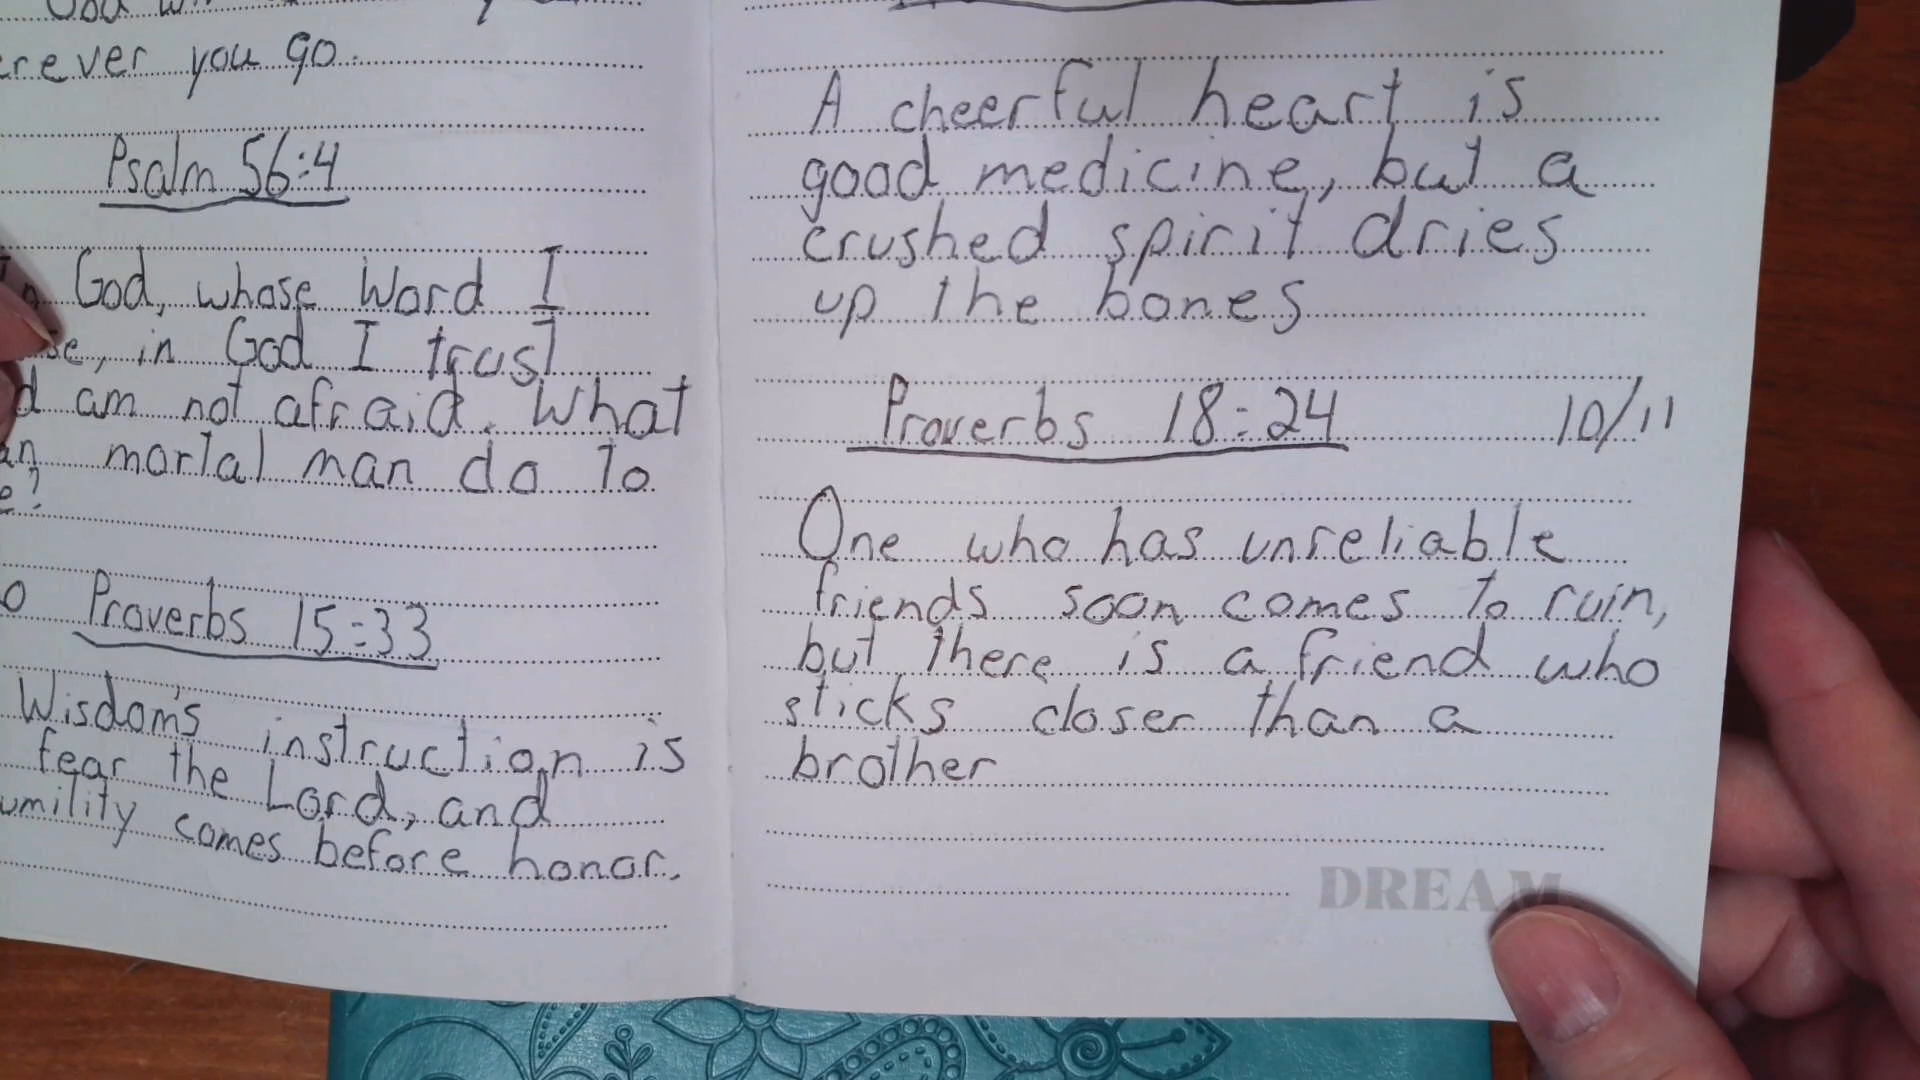 you go.
Psalm 56:4
God, whose Word I
in God I trust
am not afraid. What
mortal man do to
Proverbs 15:33
Wisdom's instruction is
fear the Lord, and
comes before honor.
A cheerful heart is
good medicine, but a
crushed spirit dries
up the bones
Proverbs 18:24 10/11
One who has unreliable
friends soon comes to ruin,
but there is a friend who
sticks closer than a
brother
DREAM